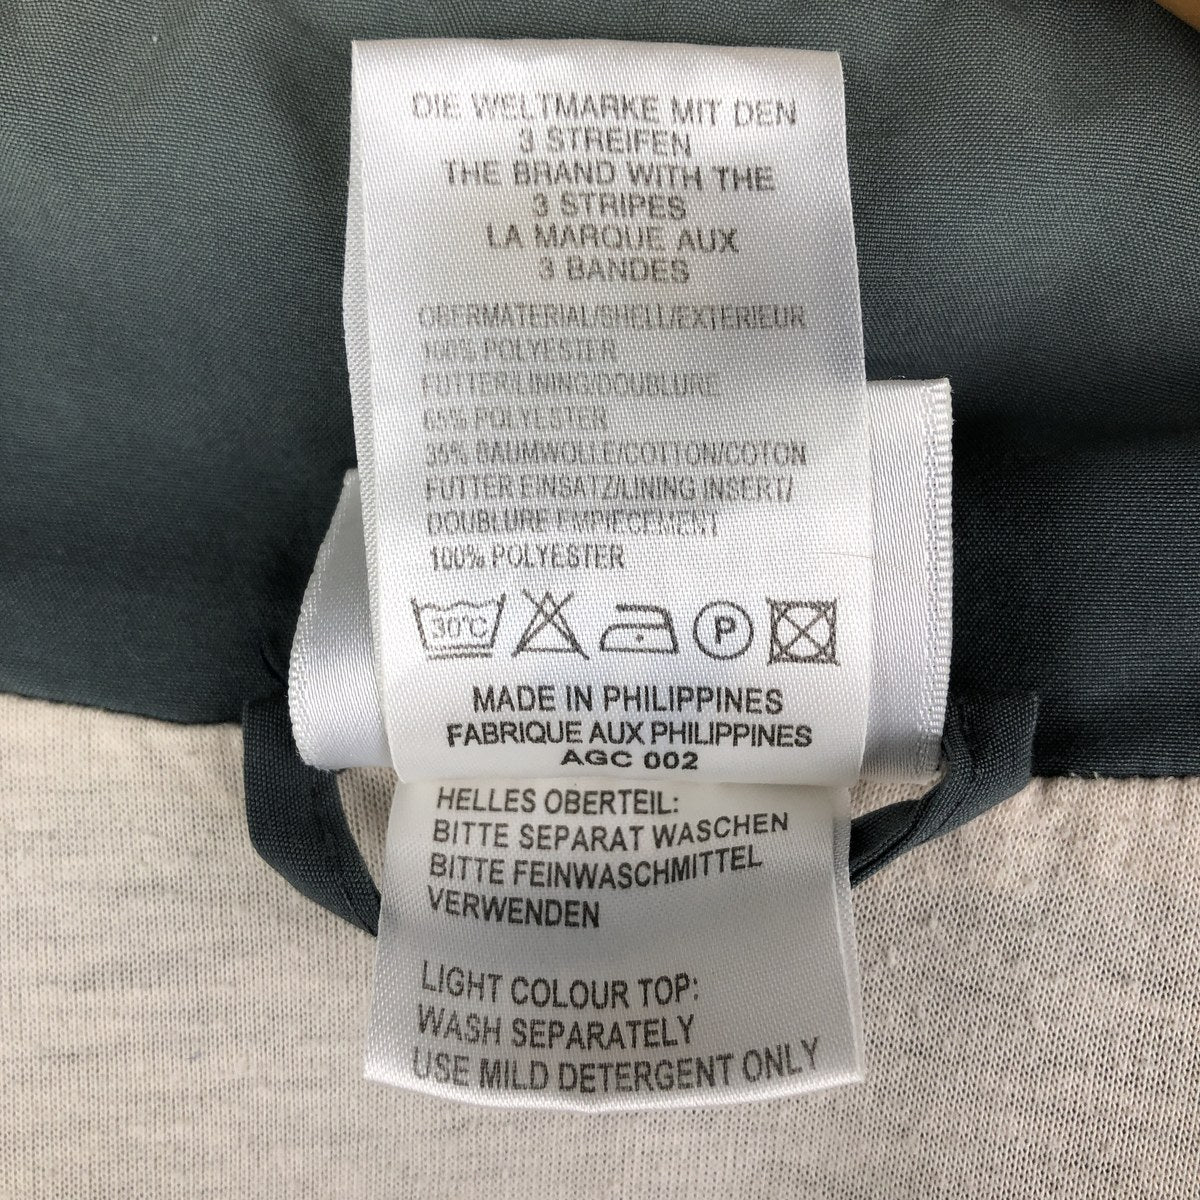 DIE WELTMARKE MIT DEN
3 STREIFEN
THE BRAND WITH THE
3 STRIPES
LA MARQUE AUX
3 BANDES
OBERMATERIAL/SHELL/EXTERIEUR
100% POLYESTER
FUTTER/LINING/DOUBLURE
65% POLYESTER
35% BAUMWOLLE/COTTON/COTON
FUTTER EINSATZ/LINING INSERT/
DOUBLURE EMPIECEMENT
100% POLYESTER
30°C P
MADE IN PHILIPPINES
FABRIQUE AUX PHILIPPINES
AGC 002
HELLES OBERTEIL:
BITTE SEPARAT WASCHEN
BITTE FEINWASCHMITTEL
VERWENDEN
LIGHT COLOUR TOP:
WASH SEPARATELY
USE MILD DETERGENT ONLY